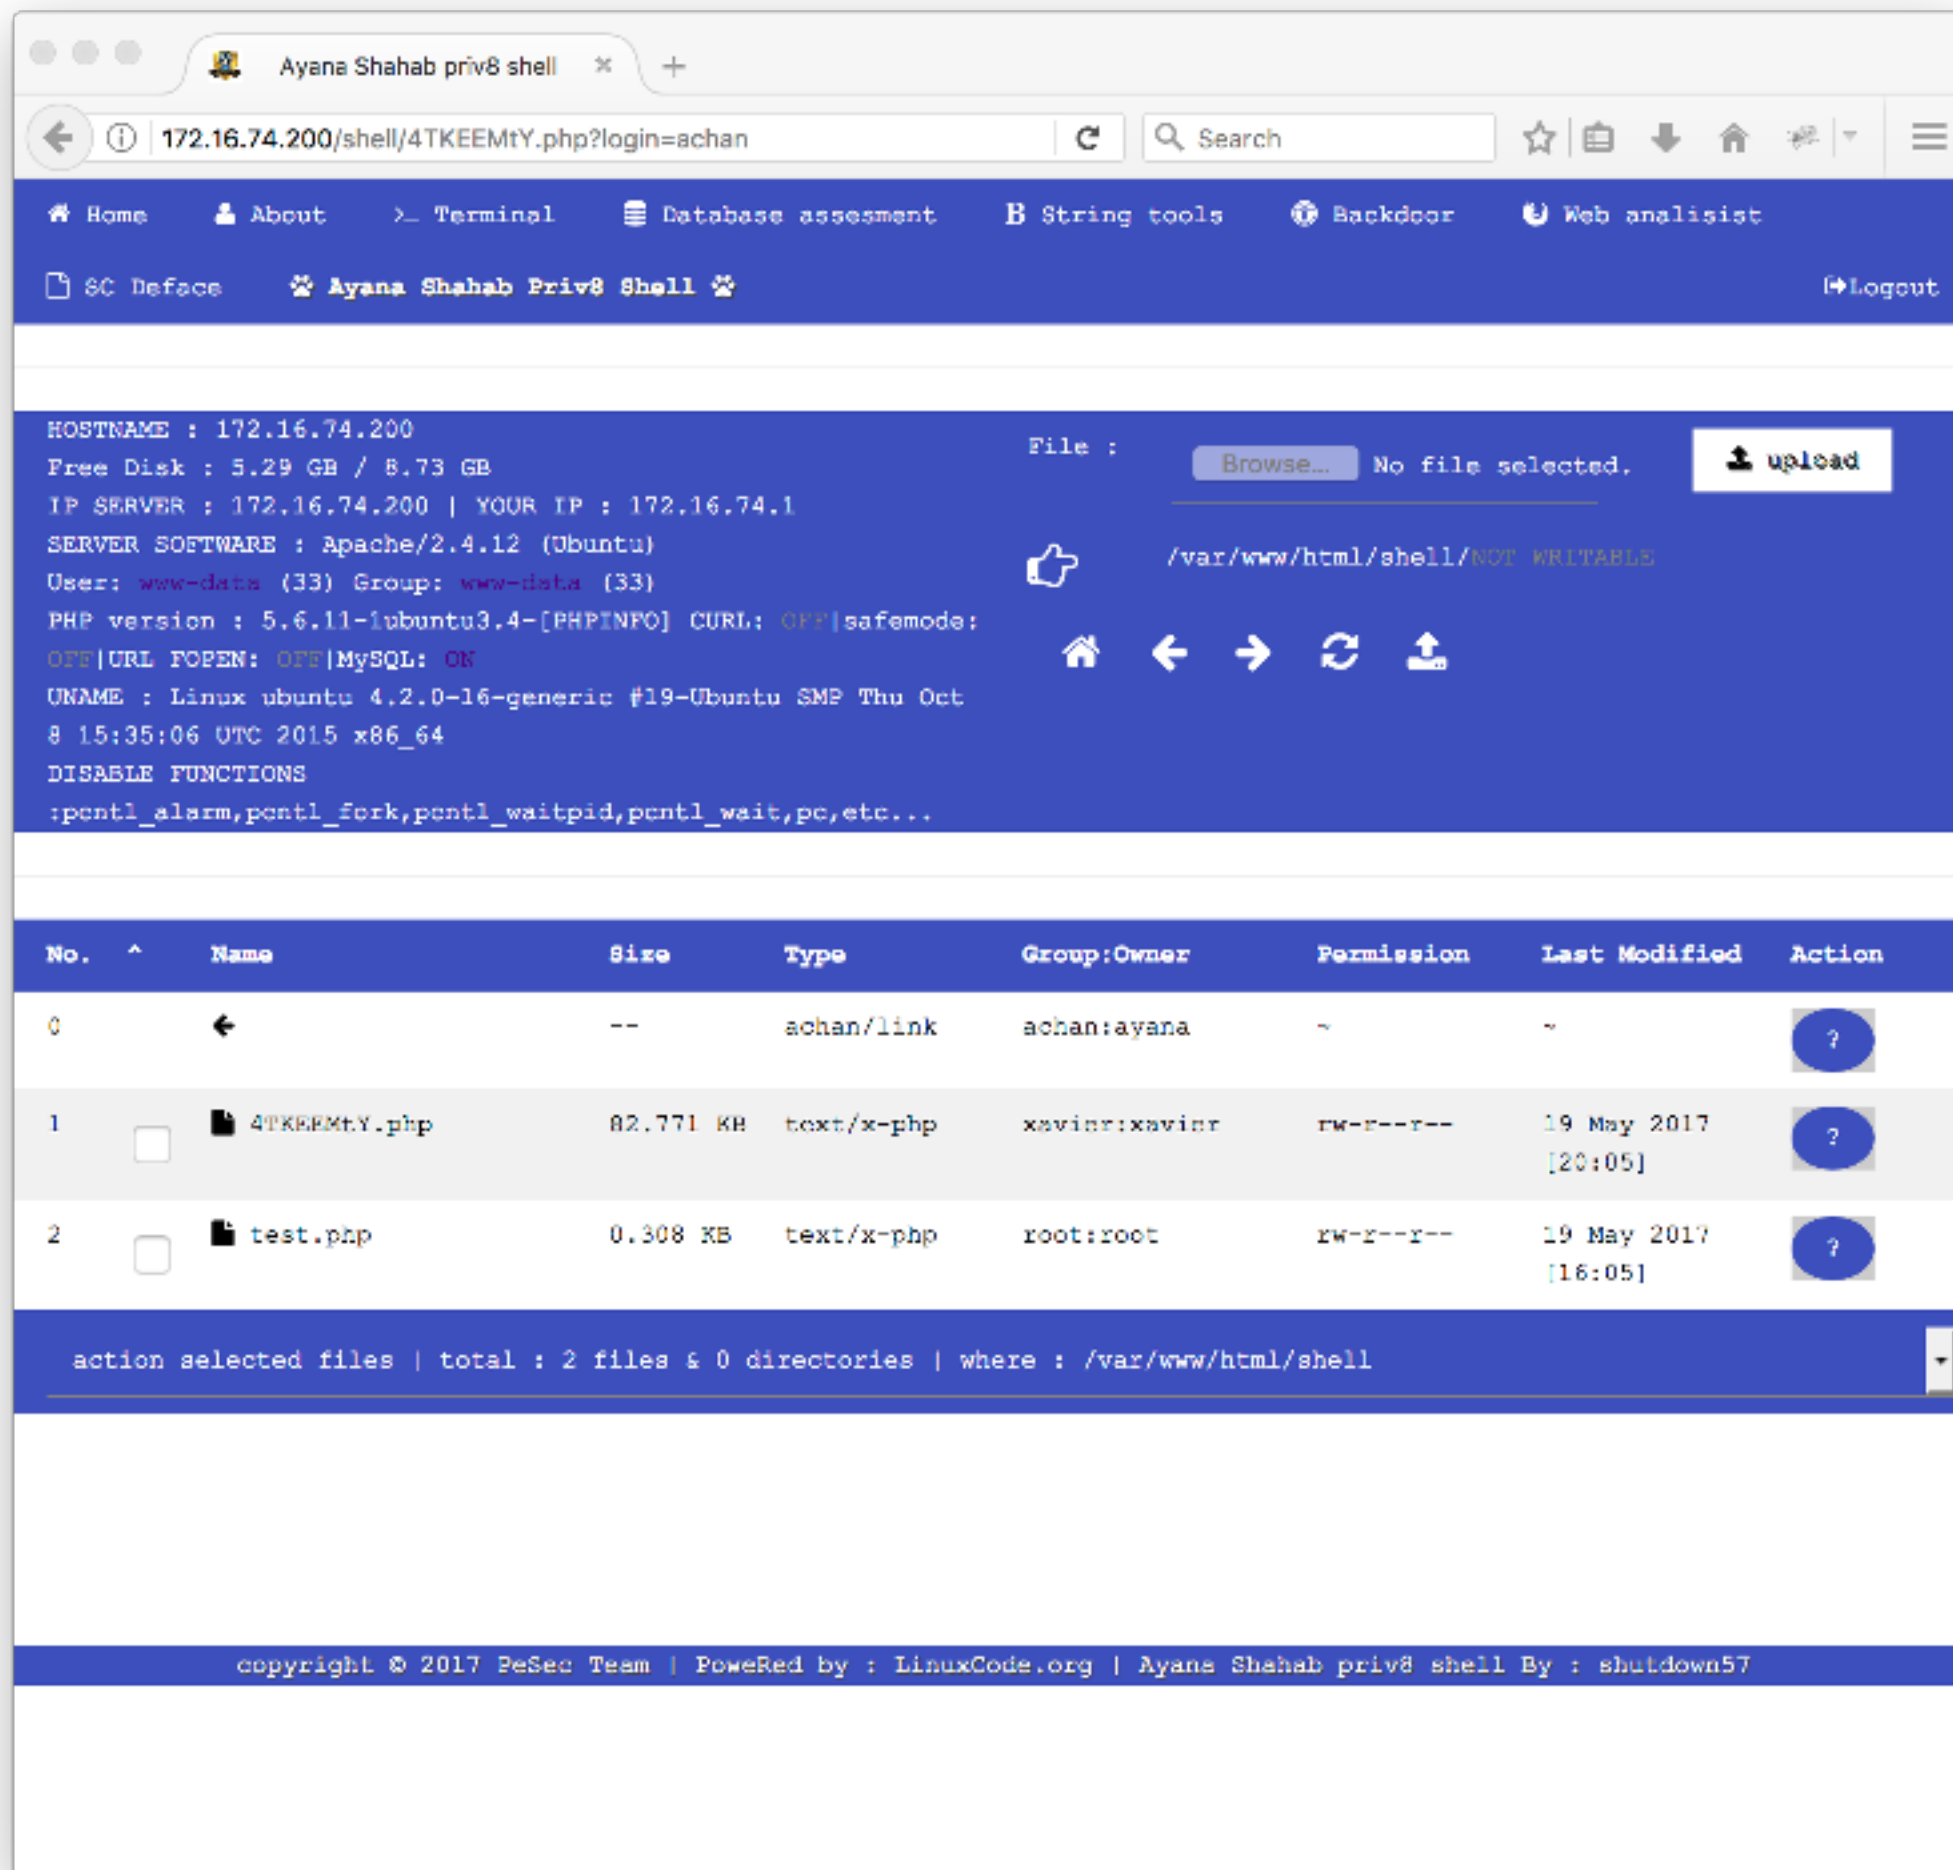 Ayana Shahab priv8 shell
172.16.74.200/shell/4TKEEMtY.php?login=achan
Search
Home About >_ Terminal Database assesment B String tools Backdoor Web analisist
SC Deface Ayana Shahab Priv8 Shell Logout
HOSTNAME : 172.16.74.200
Free Disk : 5.29 GB / 8.73 GB
IP SERVER : 172.16.74.200 | YOUR IP : 172.16.74.1
SERVER SOFTWARE : Apache/2.4.12 (Ubuntu)
User: www-data (33) Group: www-data (33)
PHP version : 5.6.11-1ubuntu3.4-[PHPINFO] CURL: OFF|safemode:
OFF|URL FOPEN: OFF|MySQL: ON
UNAME : Linux ubuntu 4.2.0-16-generic #19-Ubuntu SMP Thu Oct
8 15:35:06 UTC 2015 x86_64
DISABLE FUNCTIONS
:pcntl_alarm,pcntl_fork,pcntl_waitpid,pcntl_wait,pc,etc...
File : Browse... No file selected. upload
/var/www/html/shell/NOT WRITABLE
No. ^ Name Size Type Group:Owner Permission Last Modified Action
0 -- achan/link achan:ayana ~ ~ ?
1 4TKEEMtY.php 82.771 KB text/x-php xavier:xavier rw-r--r-- 19 May 2017 ?
[20:05]
2 test.php 0.308 KB text/x-php root:root rw-r--r-- 19 May 2017 ?
[16:05]
action selected files | total : 2 files & 0 directories | where : /var/www/html/shell
copyright © 2017 PeSec Team | PoweRed by : LinuxCode.org | Ayana Shahab priv8 shell By : shutdown57